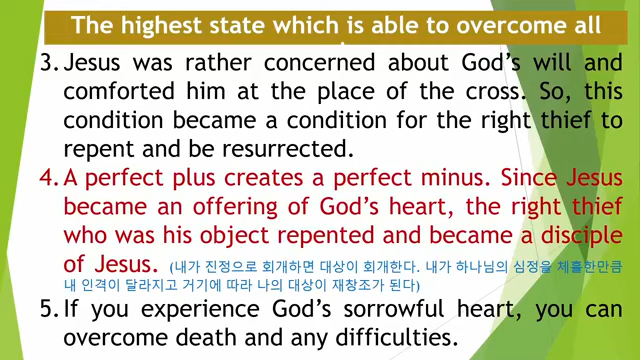 The highest state which is able to overcome all
3. Jesus was rather concerned about God's will and
comforted him at the place of the cross. So, this
condition became a condition for the right thief to
repent and be resurrected.
4. A perfect plus creates a perfect minus. Since Jesus
became an offering of God's heart, the right thief
who was his object repented and became a disciple
of Jesus. (내가 진정으로 회개하면 대상이 회개한다. 내가 하나님의 심정을 체휼한만큼
내 인격이 달라지고 거기에 따라 나의 대상이 재창조가 된다)
5. If you experience God's sorrowful heart, you can
overcome death and any difficulties.